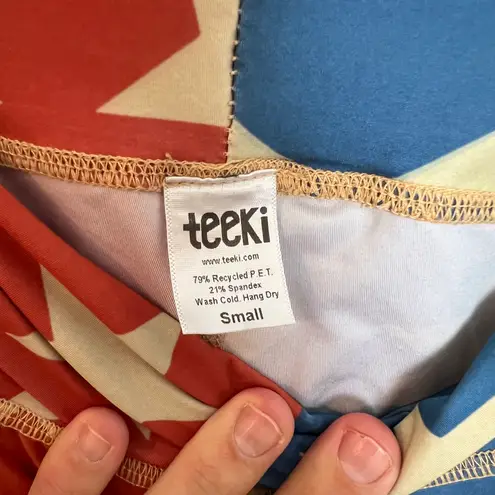 teeki
www.teeki.com
79% Recycled P.E.T.
21% Spandex
Wash Cold. Hang Dry
Small